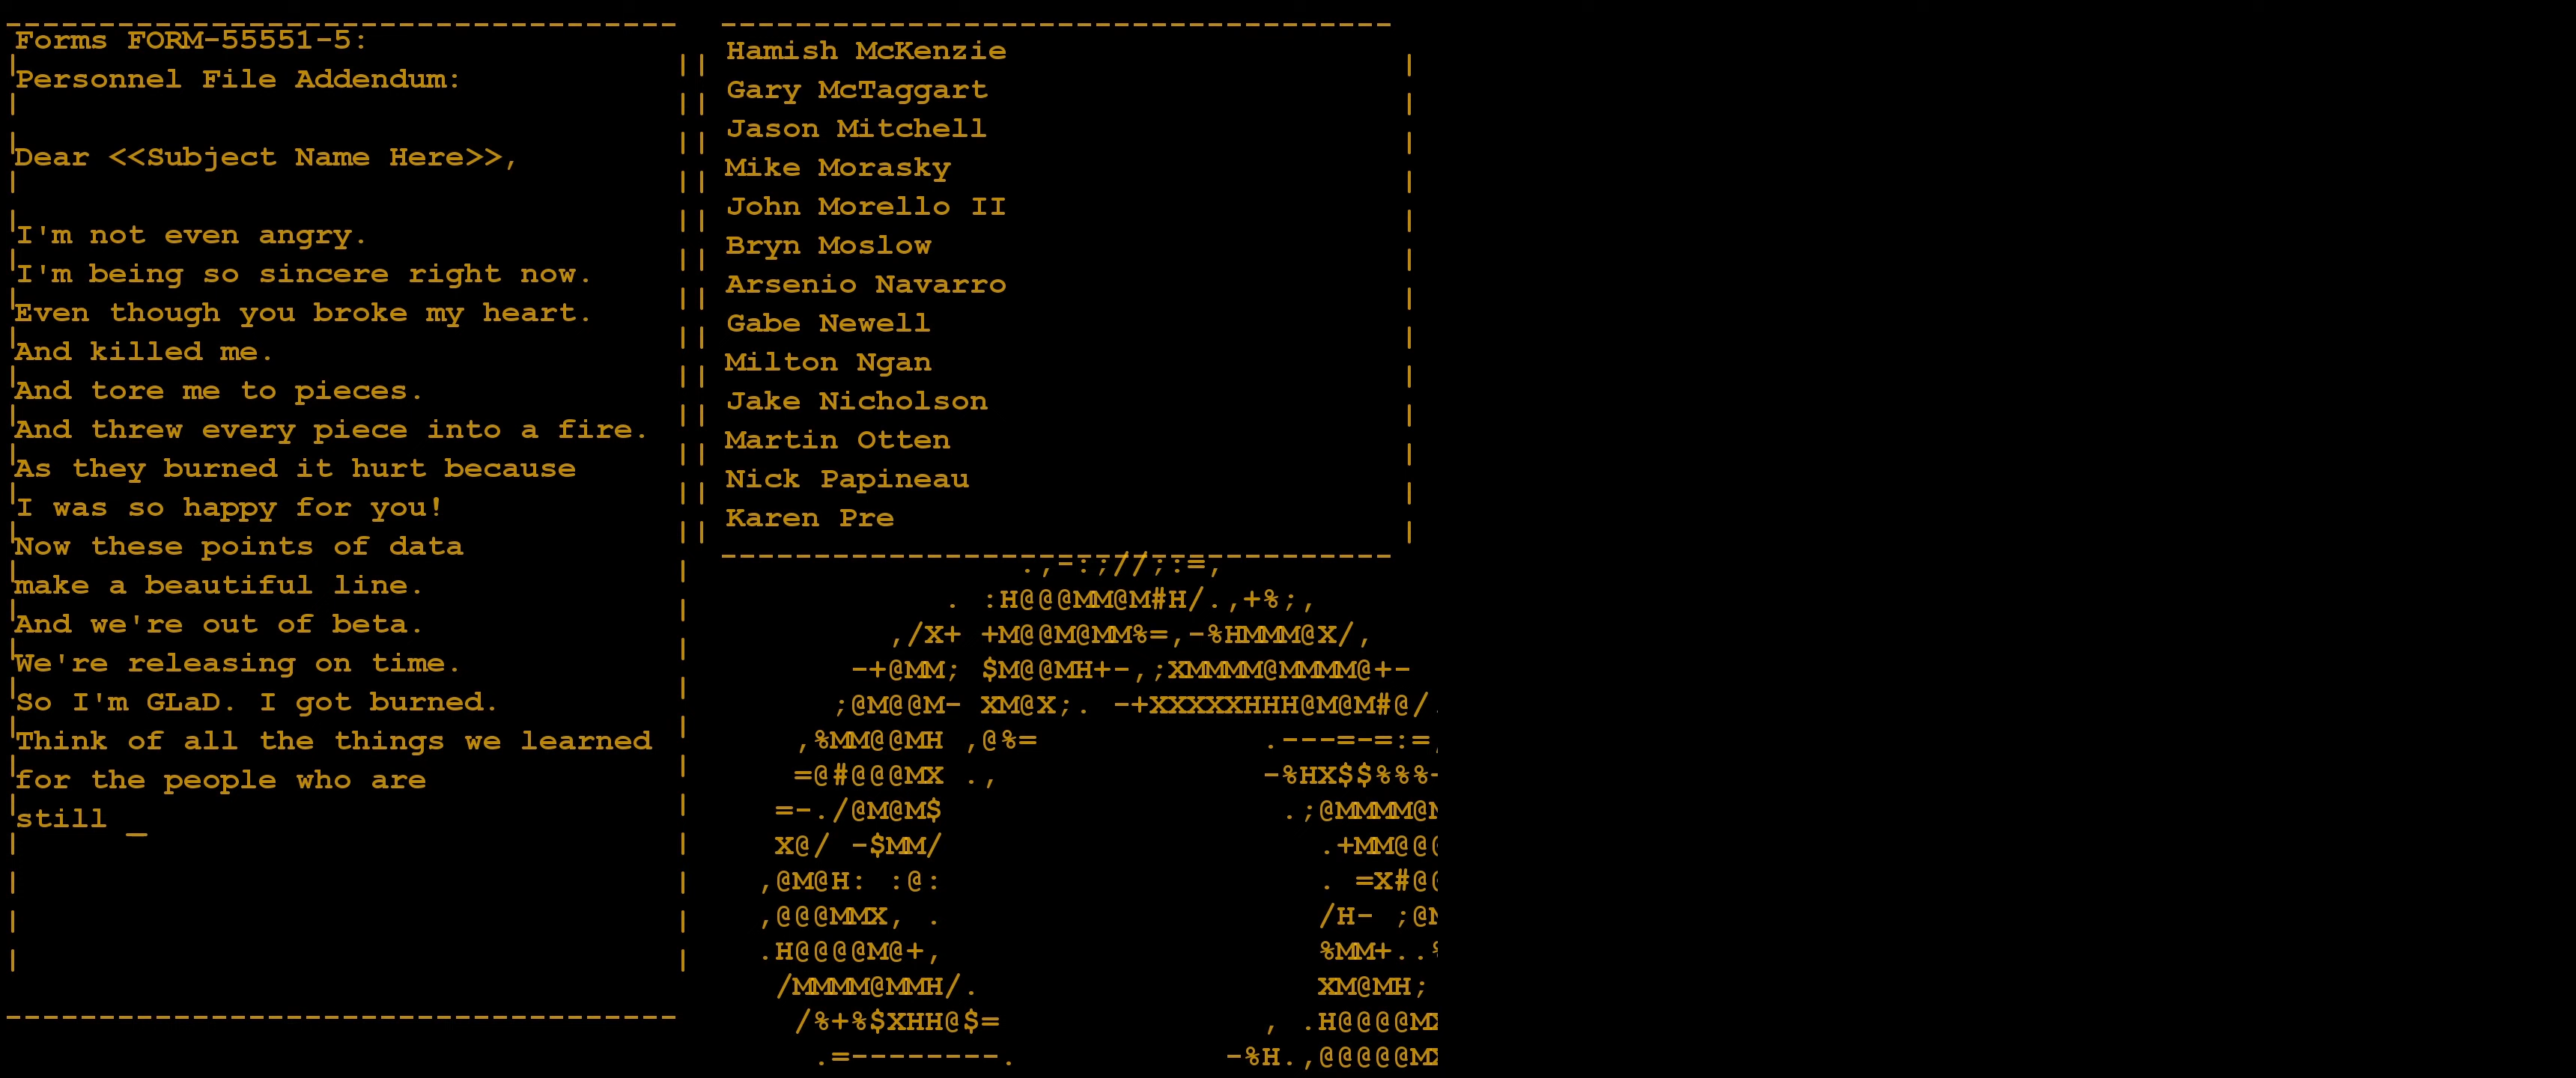 Forms FORM-55551-5:
Personnel File Addendum:
Dear <<Subject Name Here>>,
I'm not even angry.
I'm being so sincere right now.
Even though you broke my heart.
And killed me.
And tore me to pieces.
And threw every piece into a fire.
As they burned it hurt because
I was so happy for you!
Now these points of data
make a beautiful line.
And we're out of beta.
We're releasing on time.
So I'm GLaD. I got burned.
Think of all the things we learned
for the people who are
still _
Hamish McKenzie
Gary McTaggart
Jason Mitchell
Mike Morasky
John Morello II
Bryn Moslow
Arsenio Navarro
Gabe Newell
Milton Ngan
Jake Nicholson
Martin Otten
Nick Papineau
Karen Pre